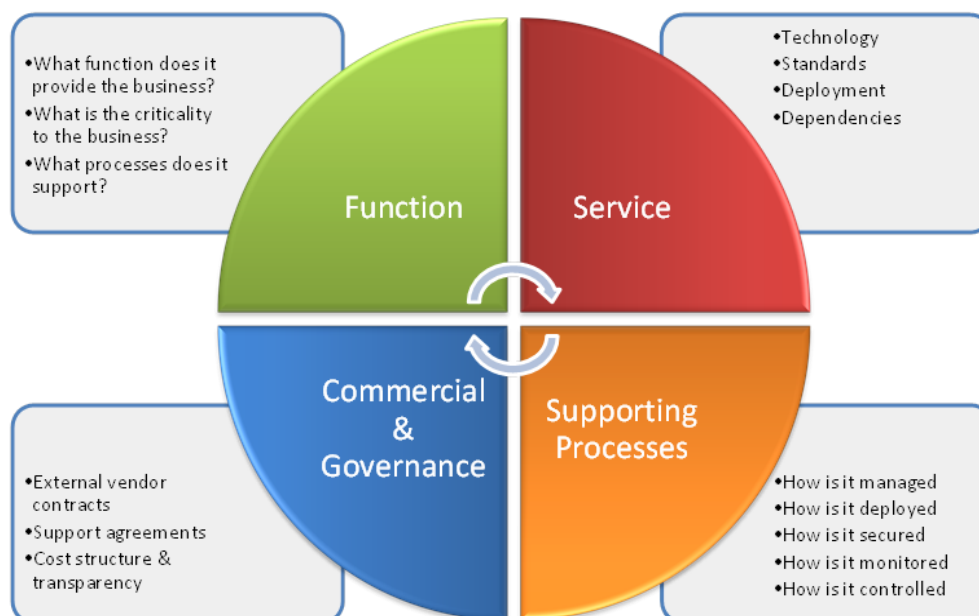 •What function does it
provide the business?
•What is the criticality
to the business?
•What processes does it
support?
Function
Service
•Technology
•Standards
•Deployment
•Dependencies
Commercial
&
Governance
•External vendor
contracts
•Support agreements
•Cost structure &
transparency
Supporting
Processes
•How is it managed
•How is it deployed
•How is it secured
•How is it monitored
•How is it controlled